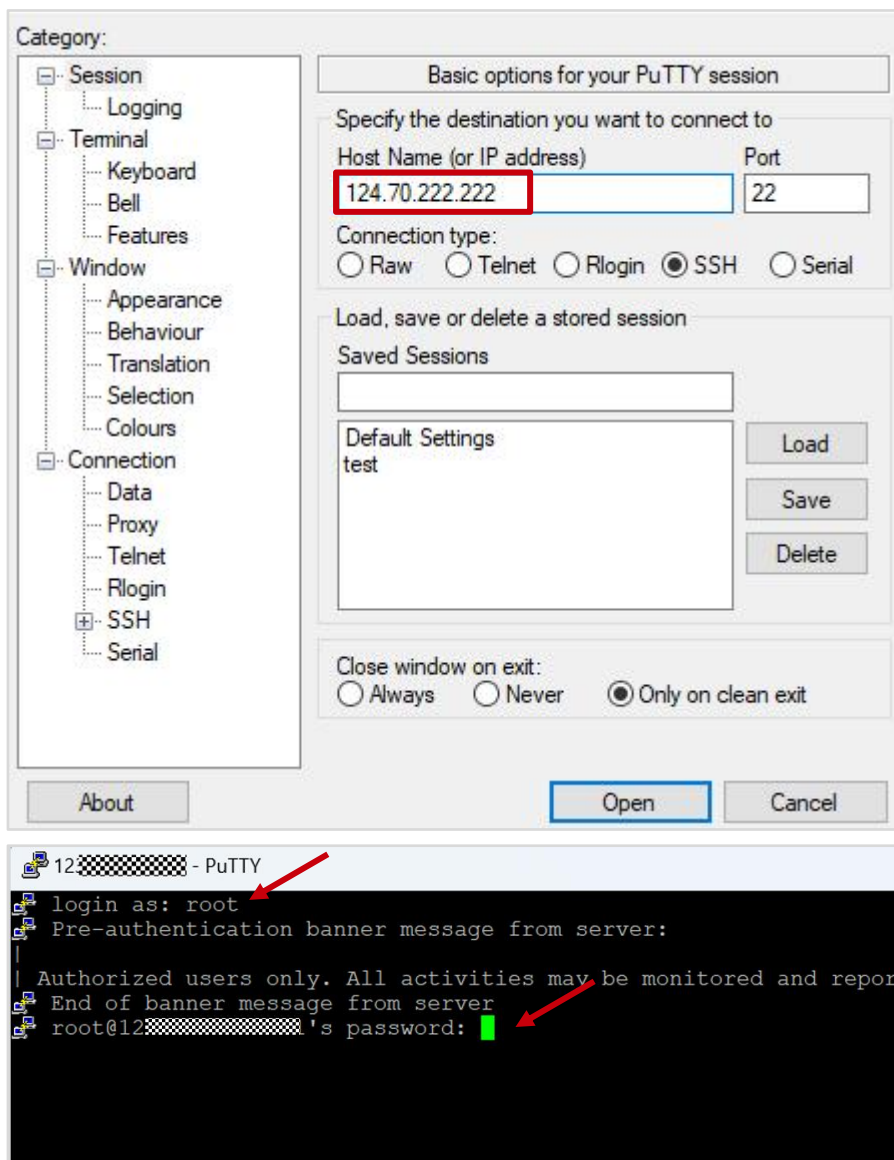 Category:
Session
Logging
Terminal
Keyboard
Bell
Features
Window
Appearance
Behaviour
Translation
Selection
Colours
Connection
Data
Proxy
Telnet
Rlogin
SSH
Serial
About
Basic options for your PuTTY session
Specify the destination you want to connect to
Host Name (or IP address) Port
124.70.222.222 22
Connection type:
Raw Telnet Rlogin SSH Serial
Load, save or delete a stored session
Saved Sessions
Default Settings
test
Load
Save
Delete
Close window on exit:
Always Never Only on clean exit
Open Cancel
12 - PuTTY
login as: root
Pre-authentication banner message from server:
|
| Authorized users only. All activities may be monitored and repor
End of banner message from server
root@12 's password: